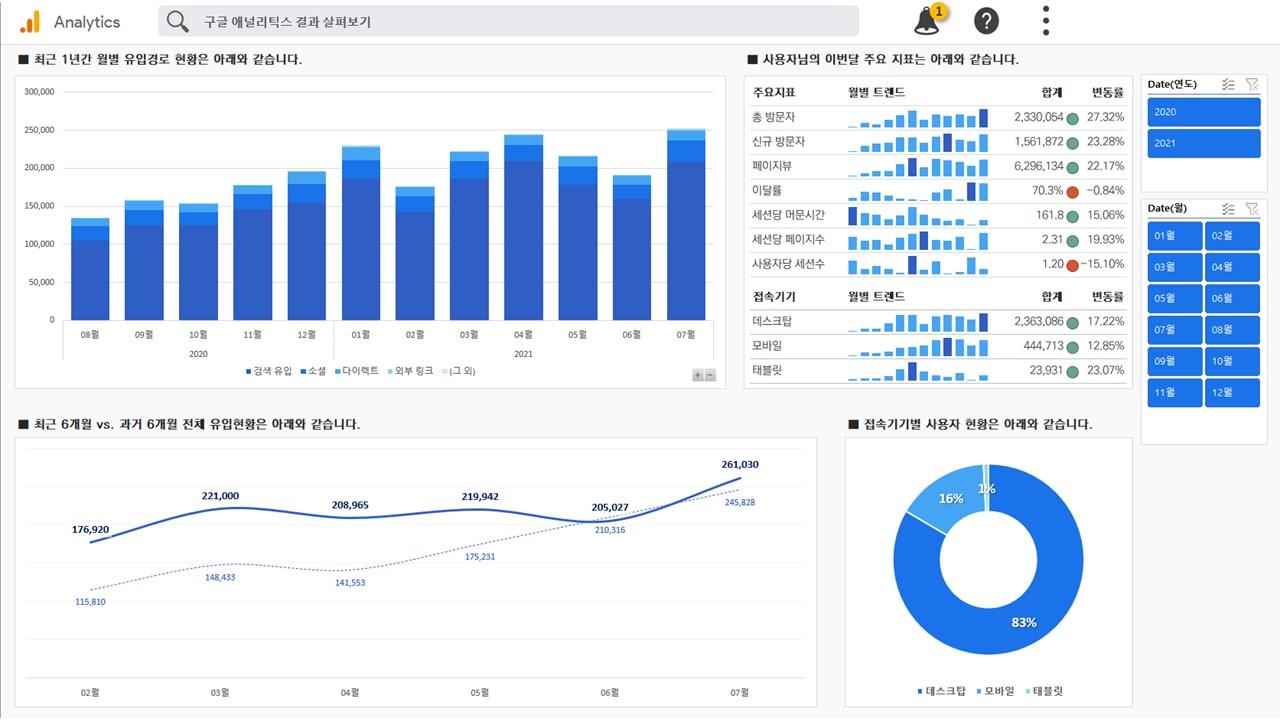 Analytics
구글 애널리틱스 결과 살펴보기
1
■ 최근 1년간 월별 유입경로 현황은 아래와 같습니다.
300,000
250,000
200,000
150,000
100,000
50,000
0
08월 09월 10월 11월 12월 01월 02월 03월 04월 05월 06월 07월
2020 2021
검색 유입 소셜 다이렉트 외부 링크 (그 외)
■ 사용자님의 이번달 주요 지표는 아래와 같습니다.
주요지표 월별 트렌드 합계 변동률
총 방문자 2,330,054 27.32%
신규 방문자 1,561,872 23.28%
페이지뷰 6,296,134 22.17%
이달률 70.3% -0.84%
세션당 머문시간 161.8 15.06%
세션당 페이지수 2.31 19.93%
사용자당 세션수 1.20 -15.10%
접속기기 월별 트렌드 합계 변동률
데스크탑 2,363,086 17.22%
모바일 444,713 12.85%
태블릿 23,931 23.07%
Date(연도)
2020
2021
Date(월)
01월 02월
03월 04월
05월 06월
07월 08월
09월 10월
11월 12월
■ 최근 6개월 vs. 과거 6개월 전체 유입현황은 아래와 같습니다.
176,920 221,000 208,965 219,942 205,027 261,030
115,810 148,433 141,553 175,231 210,316 245,828
02월 03월 04월 05월 06월 07월
■ 접속기기별 사용자 현황은 아래와 같습니다.
16% 1%
83%
데스크탑 모바일 태블릿